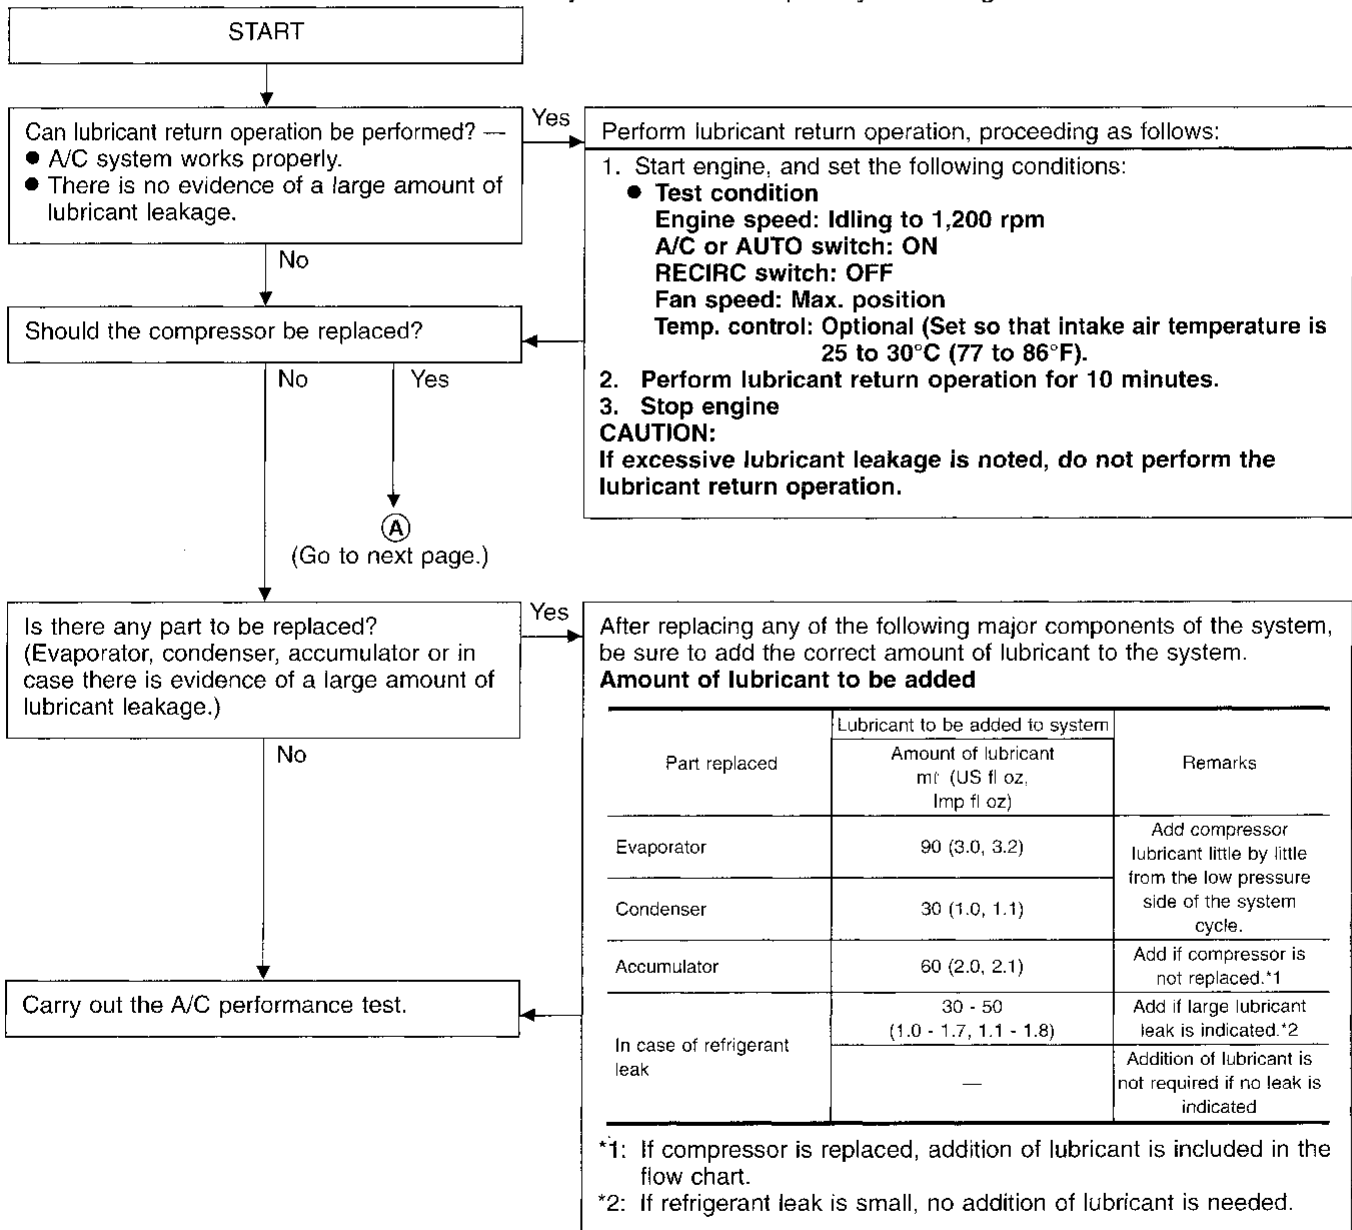 START
Can lubricant return operation be performed? —
● A/C system works properly.
● There is no evidence of a large amount of
lubricant leakage.
Yes
Perform lubricant return operation, proceeding as follows:
1. Start engine, and set the following conditions:
● Test condition
Engine speed: Idling to 1,200 rpm
A/C or AUTO switch: ON
RECIRC switch: OFF
Fan speed: Max. position
Temp. control: Optional (Set so that intake air temperature is
25 to 30°C (77 to 86°F).
2. Perform lubricant return operation for 10 minutes.
3. Stop engine
CAUTION:
If excessive lubricant leakage is noted, do not perform the
lubricant return operation.
No
Should the compressor be replaced?
No
Yes
A
(Go to next page.)
Is there any part to be replaced?
(Evaporator, condenser, accumulator or in
case there is evidence of a large amount of
lubricant leakage.)
Yes
After replacing any of the following major components of the system,
be sure to add the correct amount of lubricant to the system.
Amount of lubricant to be added
Part replaced
Lubricant to be added to system
Amount of lubricant
(US fl oz,
Imp fl oz)
Remarks
Evaporator
90 (3.0, 3.2)
Add compressor
lubricant little by little
from the low pressure
side of the system
cycle.
Condenser
30 (1.0, 1.1)
Accumulator
60 (2.0, 2.1)
Add if compressor is
not replaced.*1
In case of refrigerant
leak
30 - 50
(1.0 - 1.7, 1.1 - 1.8)
Add if large lubricant
leak is indicated.*2
—
Addition of lubricant is
not required if no leak is
indicated
*1: If compressor is replaced, addition of lubricant is included in the
flow chart.
*2: If refrigerant leak is small, no addition of lubricant is needed.
No
Carry out the A/C performance test.